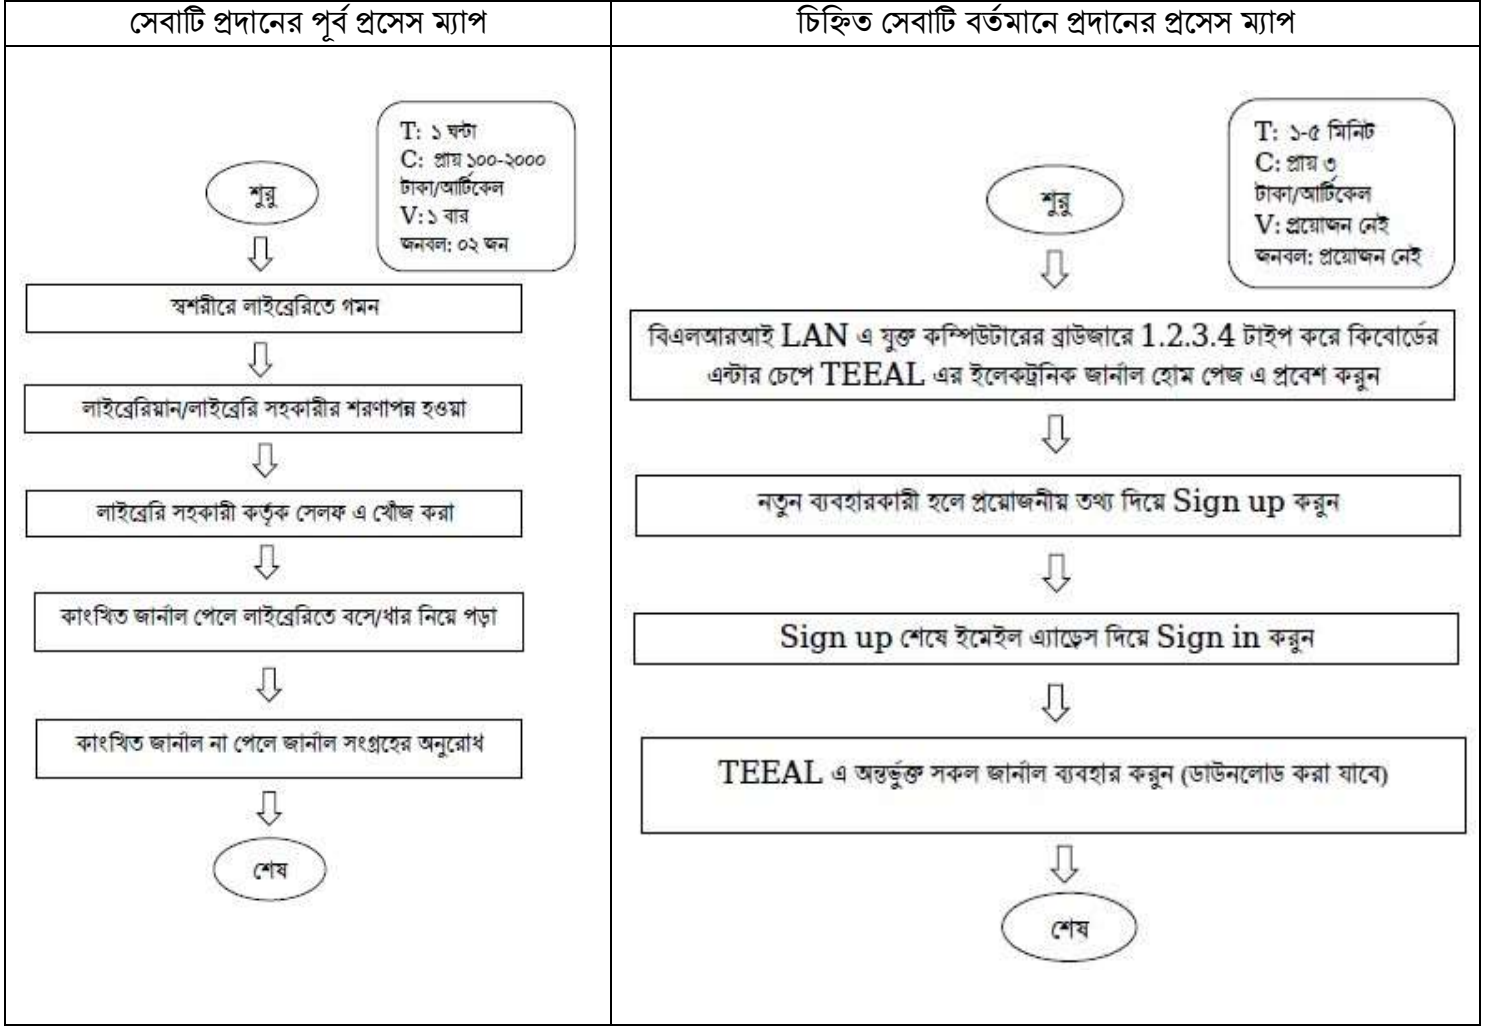 সেবাটি প্রদানের পূর্ব প্রসেস ম্যাপ
T: ১ ঘন্টা
C: প্রায় ১০০-২০০০
টাকা/আর্টিকেল
V: ১ বার
জনবল: ০২ জন
শুরু
স্বশরীরে লাইব্রেরিতে গমন
লাইব্রেরিয়ান/লাইব্রেরি সহকারীর শরণাপন্ন হওয়া
লাইব্রেরি সহকারী কর্তৃক সেলফ এ খোঁজ করা
কাংখিত জার্নাল পেলে লাইব্রেরিতে বসে/ধার নিয়ে পড়া
কাংখিত জার্নাল না পেলে জার্নাল সংগ্রহের অনুরোধ
শেষ
চিহ্নিত সেবাটি বর্তমানে প্রদানের প্রসেস ম্যাপ
T: ১-৫ মিনিট
C: প্রায় ৩
টাকা/আর্টিকেল
V: প্রয়োজন নেই
জনবল: প্রয়োজন নেই
শুরু
বিএলআরআই LAN এ যুক্ত কম্পিউটারের ব্রাউজারে 1.2.3.4 টাইপ করে কিবোর্ডের
এন্টার চেপে TEEAL এর ইলেকট্রনিক জার্নাল হোম পেজ এ প্রবেশ করুন
নতুন ব্যবহারকারী হলে প্রয়োজনীয় তথ্য দিয়ে Sign up করুন
Sign up শেষে ইমেইল এ্যাড্রেস দিয়ে Sign in করুন
TEEAL এ অন্তর্ভুক্ত সকল জার্নাল ব্যবহার করুন (ডাউনলোড করা যাবে)
শেষ